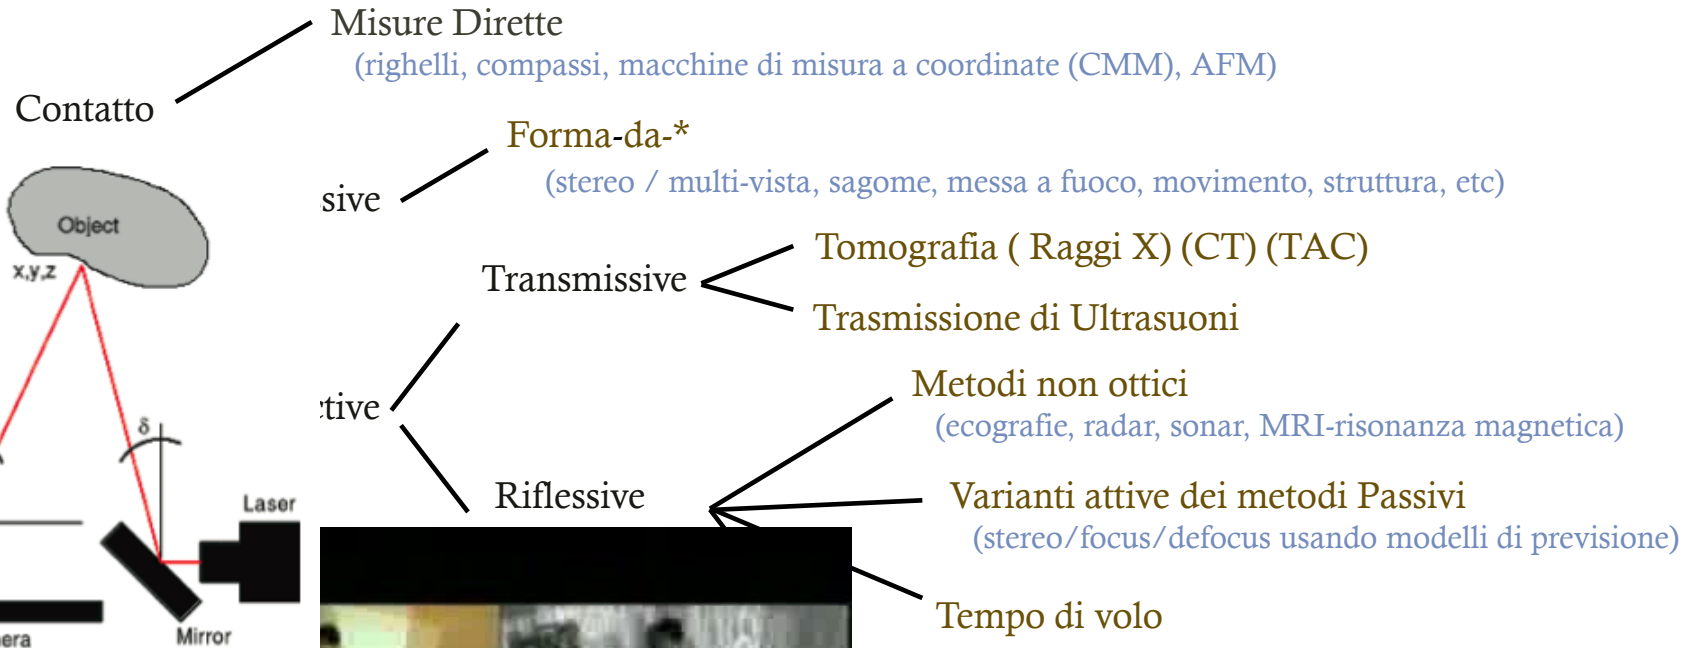 Misure Dirette
(righelli, compassi, macchine di misura a coordinate (CMM), AFM)
Contatto
Forma-da-*
(stereo / multi-vista, sagome, messa a fuoco, movimento, struttura, etc)
sive
Object
x,y,z
Tomografia ( Raggi X) (CT) (TAC)
Transmissive
Trasmissione di Ultrasuoni
Metodi non ottici
(ecografie, radar, sonar, MRI-risonanza magnetica)
ctive
δ
Riflessive
Varianti attive dei metodi Passivi
(stereo/focus/defocus usando modelli di previsione)
Laser
Tempo di volo
Mirror
era